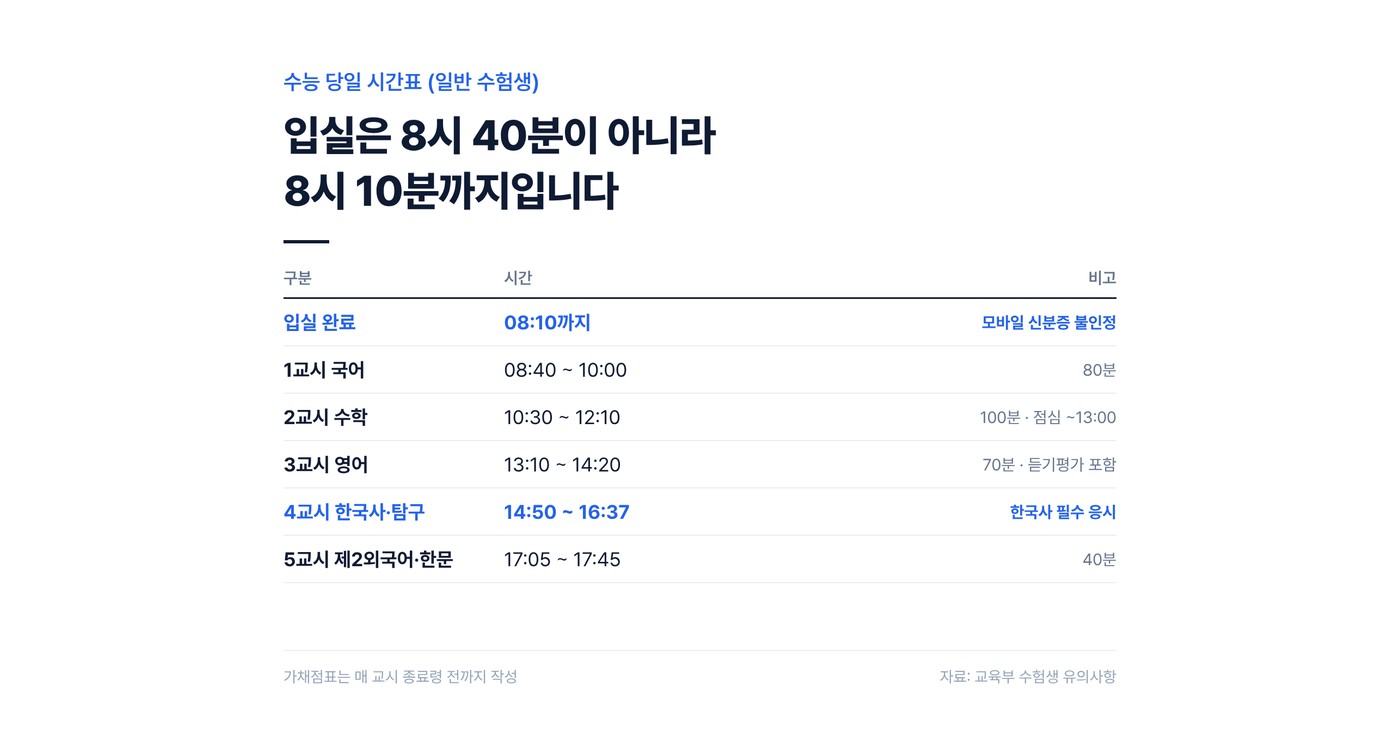 수능 당일 시간표 (일반 수험생)
입실은 8시 40분이 아니라
8시 10분까지입니다
구분 시간 비고
입실 완료 08:10까지 모바일 신분증 불인정
1교시 국어 08:40 ~ 10:00 80분
2교시 수학 10:30 ~ 12:10 100분 · 점심 ~13:00
3교시 영어 13:10 ~ 14:20 70분 · 듣기평가 포함
4교시 한국사·탐구 14:50 ~ 16:37 한국사 필수 응시
5교시 제2외국어·한문 17:05 ~ 17:45 40분
가채점표는 매 교시 종료령 전까지 작성 자료: 교육부 수험생 유의사항